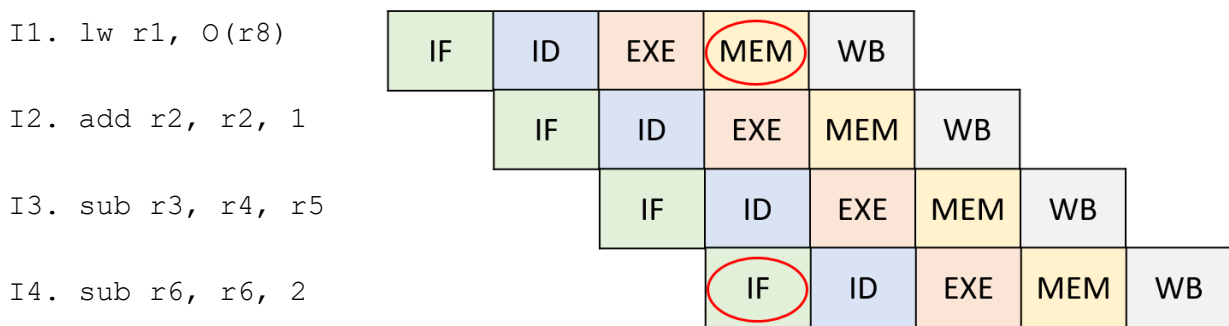 I1. lw r1, O(r8) IF ID EXE MEM WB
I2. add r2, r2, 1 IF ID EXE MEM WB
I3. sub r3, r4, r5 IF ID EXE MEM WB
I4. sub r6, r6, 2 IF ID EXE MEM WB